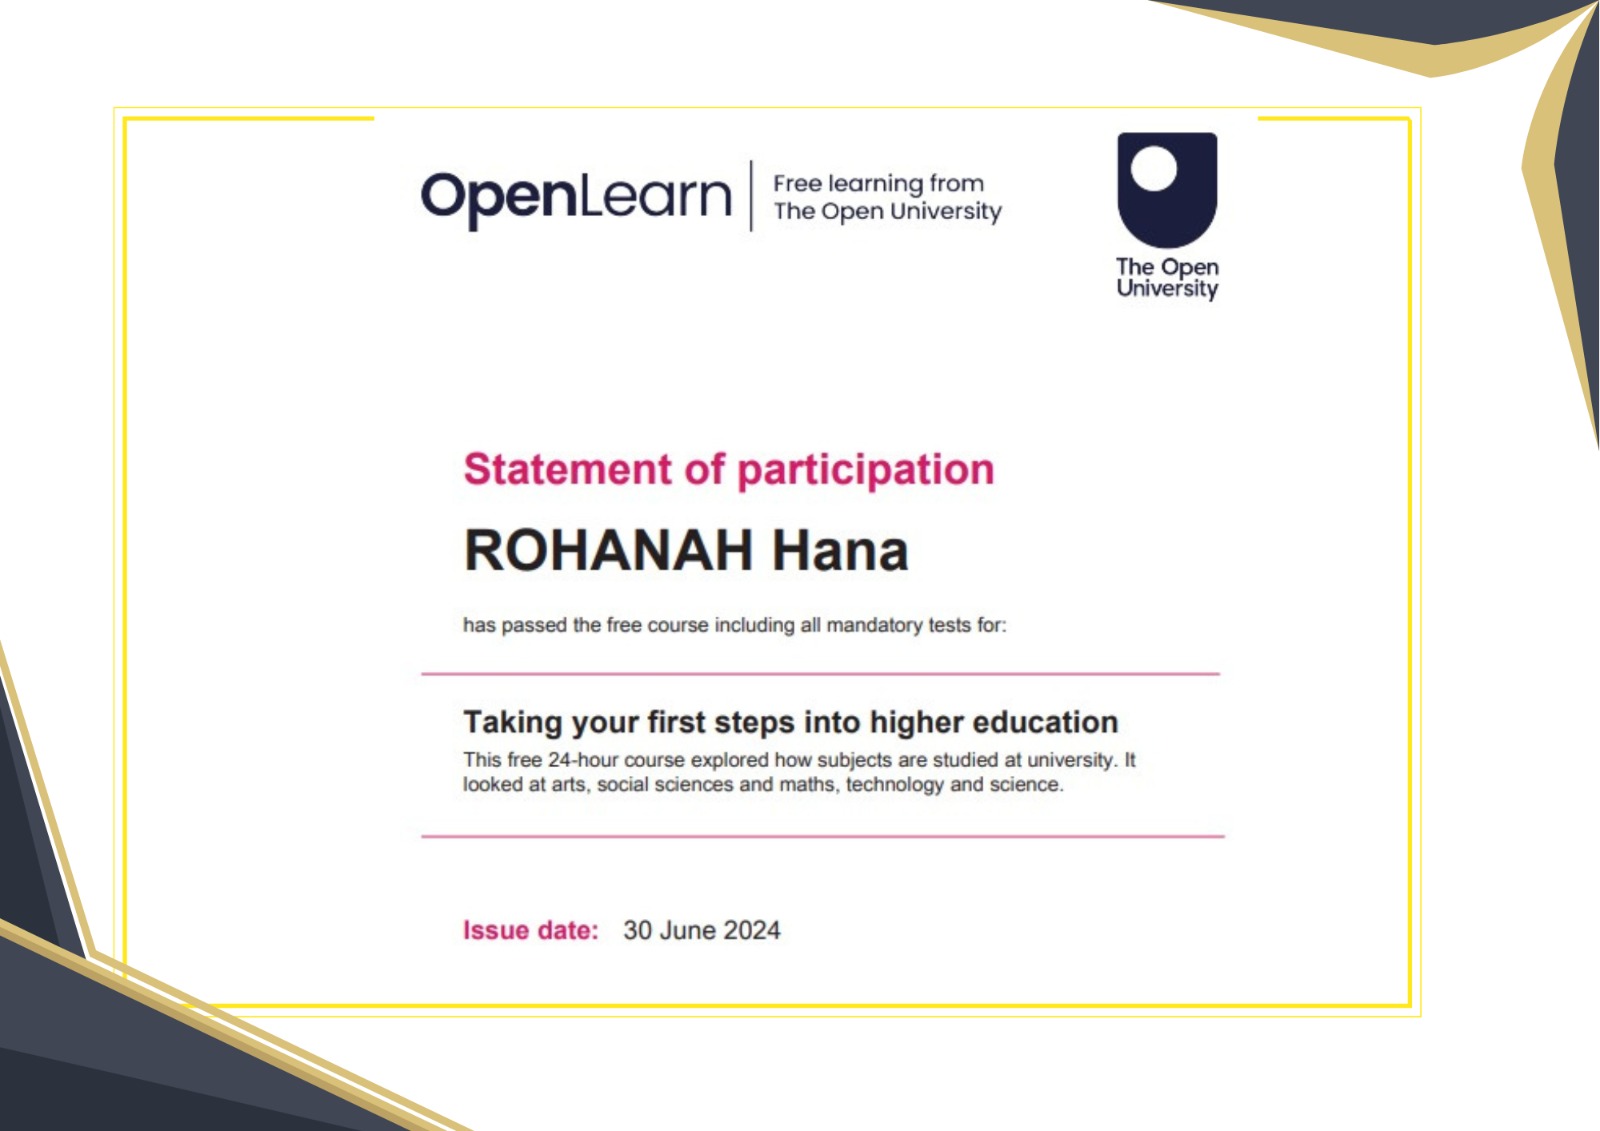 OpenLearn
Free learning from
The Open University
The Open
University
Statement of participation
ROHANAH Hana
has passed the free course including all mandatory tests for:
Taking your first steps into higher education
This free 24-hour course explored how subjects are studied at university. It
looked at arts, social sciences and maths, technology and science.
Issue date: 30 June 2024